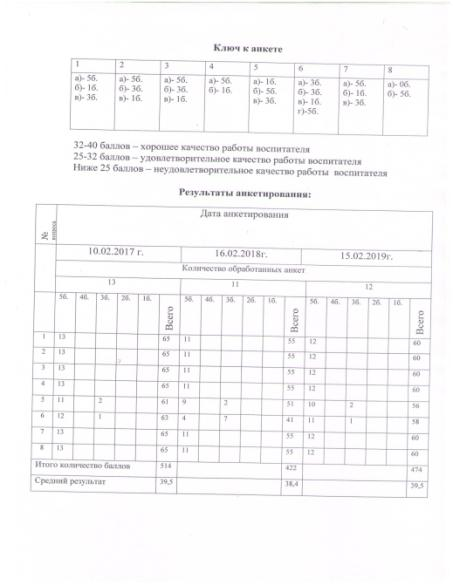 Ключ к анкете
1 2 3 4 5 6 7 8
а)- 5б. а)- 5б. а)- 5б. а)- 5б. а)- 1б. а)- 3б. а)- 5б. а)- 0б.
б)- 1б. б)- 3б. б)- 3б. б)- 1б. б)- 5б. б)- 3б. б)- 1б. б)- 5б.
в)- 3б. в)- 1б. в)- 1б. в)- 3б. в)- 1б. в)- 3б.
г)-5б.
32-40 баллов – хорошее качество работы воспитателя
25-32 баллов – удовлетворительное качество работы воспитателя
Ниже 25 баллов – неудовлетворительное качество работы воспитателя
Результаты анкетирования:
№ вопроса Дата анкетирования
10.02.2017 г. 16.02.2018г. 15.02.2019г.
Количество обработанных анкет
13 11 12
5б. 4б. 3б. 2б. 1б. Всего 5б. 4б. 3б. 2б. 1б. Всего 5б. 4б. 3б. 2б. 1б. Всего
1 13 65 11 55 12 60
2 13 65 11 55 12 60
3 13 65 11 55 12 60
4 13 65 11 55 12 60
5 11 2 61 9 2 51 10 2 56
6 12 1 63 4 7 41 11 1 58
7 13 65 11 55 12 60
8 13 65 11 55 12 60
Итого количество баллов 514 422 474
Средний результат 39,5 38,4 39,5